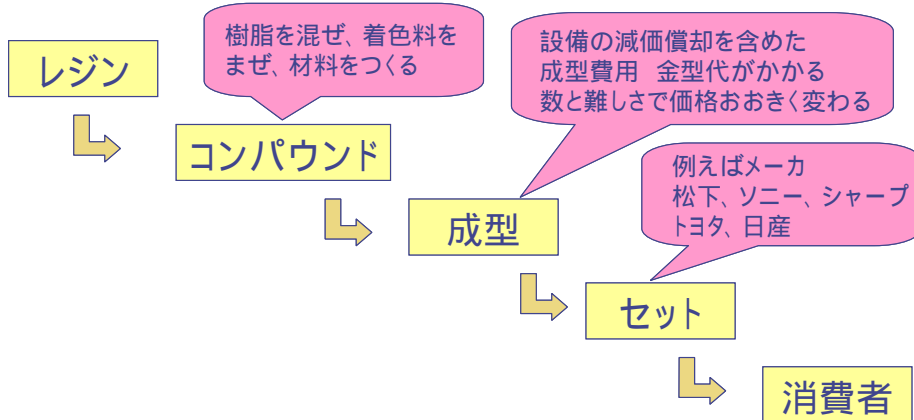 レジン
樹脂を混ぜ、着色料を
まぜ、材料をつくる
コンパウンド
設備の減価償却を含めた
成型費用 金型代がかかる
数と難しさで価格おおきく変わる
成型
例えばメーカ
松下、ソニー、シャープ
トヨタ、日産
セット
消費者